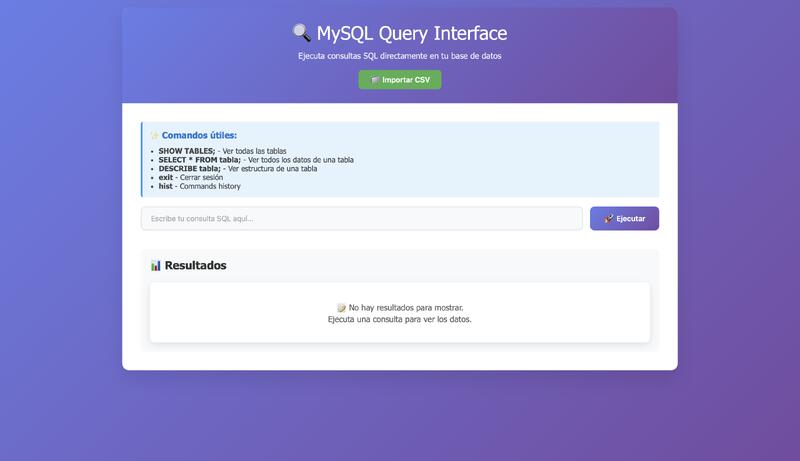 🔍 MySQL Query Interface
Ejecuta consultas SQL directamente en tu base de datos
Importar CSV
✨ Comandos útiles:
• SHOW TABLES; - Ver todas las tablas
• SELECT * FROM tabla; - Ver todos los datos de una tabla
• DESCRIBE tabla; - Ver estructura de una tabla
• exit - Cerrar sesión
• hist - Commands history
Escribe tu consulta SQL aquí...
🚀 Ejecutar
📊 Resultados
📝 No hay resultados para mostrar.
Ejecuta una consulta para ver los datos.